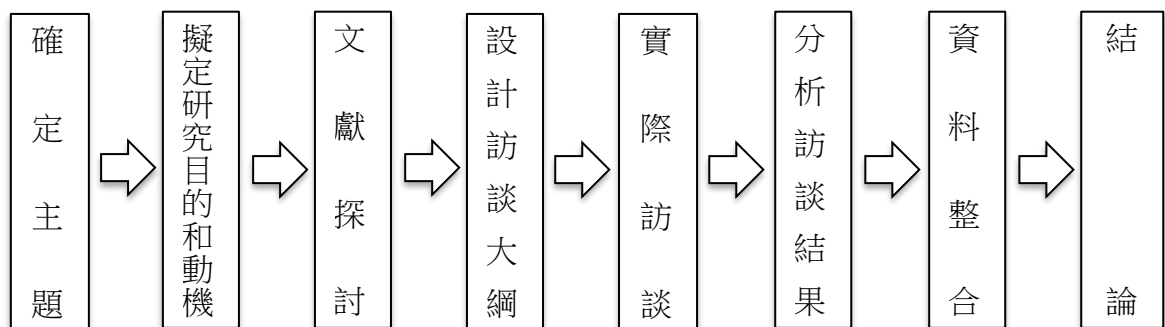 確定主題
擬定研究目的和動機
文獻探討
設計訪談大綱
實際訪談
分析訪談結果
資料整合
結論